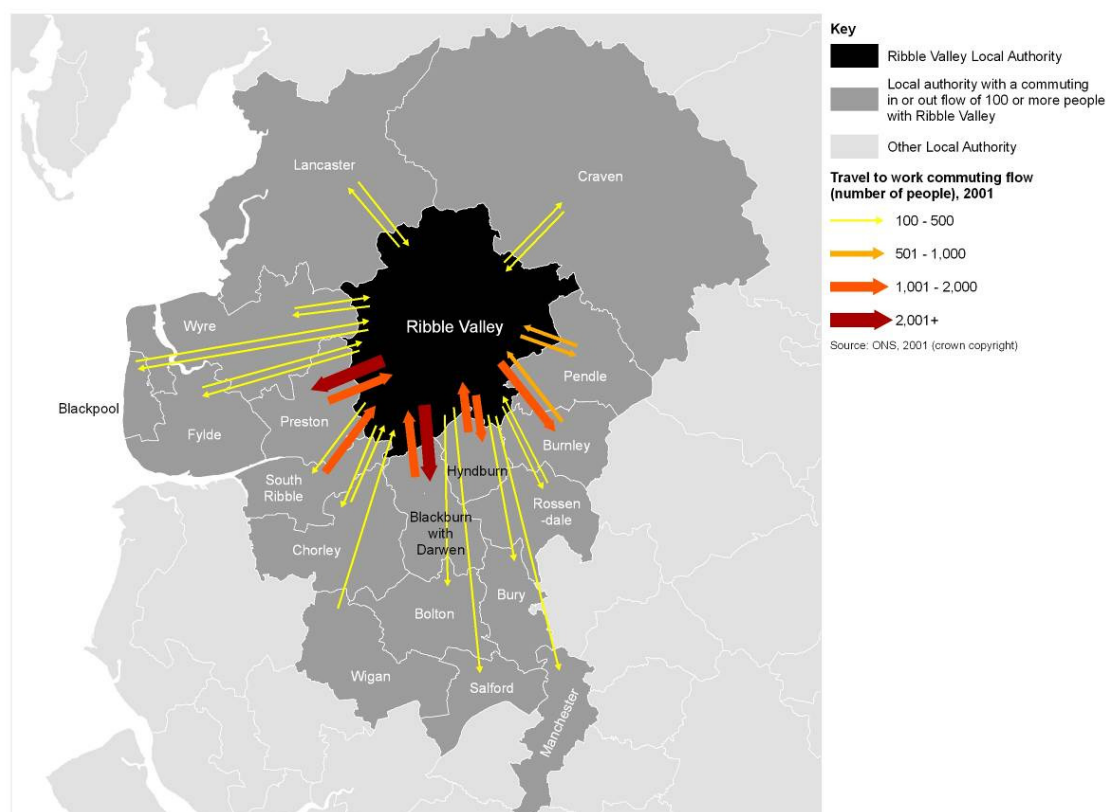 Key
Ribble Valley Local Authority
Local authority with a commuting
in or out flow of 100 or more people
with Ribble Valley
Other Local Authority
Travel to work commuting flow
(number of people), 2001
100 - 500
501 - 1,000
1,001 - 2,000
2,001+
Source: ONS, 2001 (crown copyright)
Lancaster
Craven
Wyre
Ribble Valley
Pendle
Blackpool
Preston
Fylde
Burnley
Hyndburn
South
Ribble
Rossen
-dale
Blackburn
with
Darwen
Chorley
Bury
Bolton
Wigan
Salford
Manchester